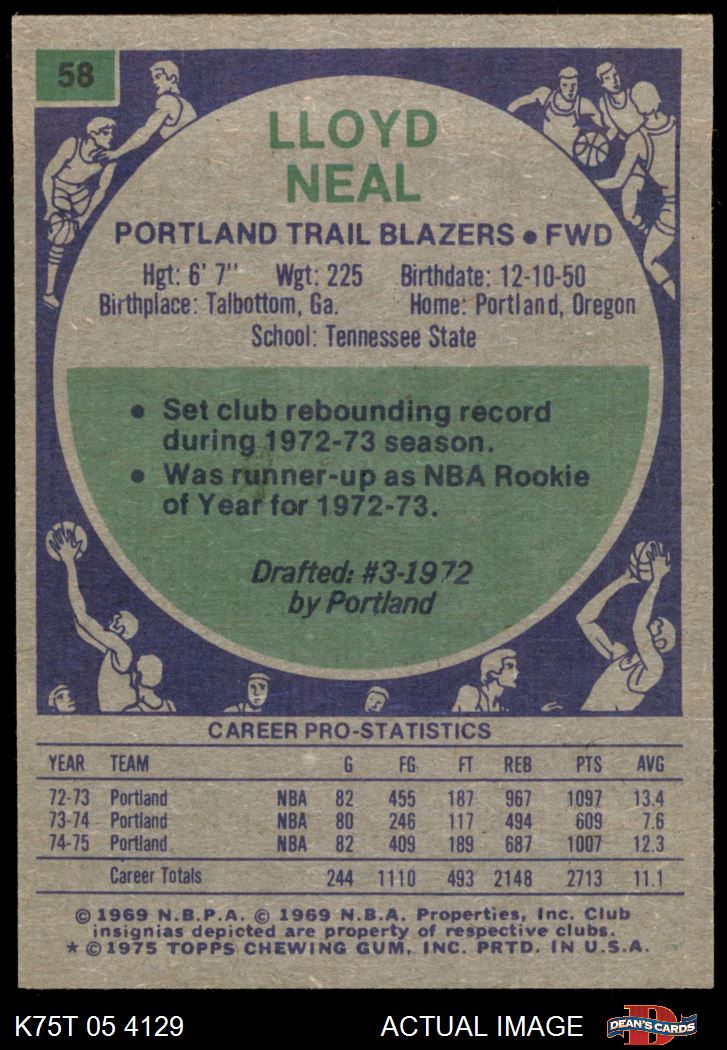 58
LLOYD
NEAL
PORTLAND TRAIL BLAZERS • FWD
Hgt: 6' 7" Wgt: 225 Birthdate: 12-10-50
Birthplace: Talbottom, Ga. Home: Portland, Oregon
School: Tennessee State
• Set club rebounding record
during 1972-73 season.
• Was runner-up as NBA Rookie
of Year for 1972-73.
Drafted: #3-1972
by Portland
CAREER PRO-STATISTICS
YEAR TEAM G FG FT REB PTS AVG
72-73 Portland NBA 82 455 187 967 1097 13.4
73-74 Portland NBA 80 246 117 494 609 7.6
74-75 Portland NBA 82 409 189 687 1007 12.3
Career Totals 244 1110 493 2148 2713 11.1
© 1969 N.B.P.A. © 1969 N.B.A. Properties, Inc. Club
insignias depicted are property of respective clubs.
* © 1975 TOPPS CHEWING GUM, INC. PRTD. IN U.S.A.
K75T 05 4129 ACTUAL IMAGE DEAN'S CARDS